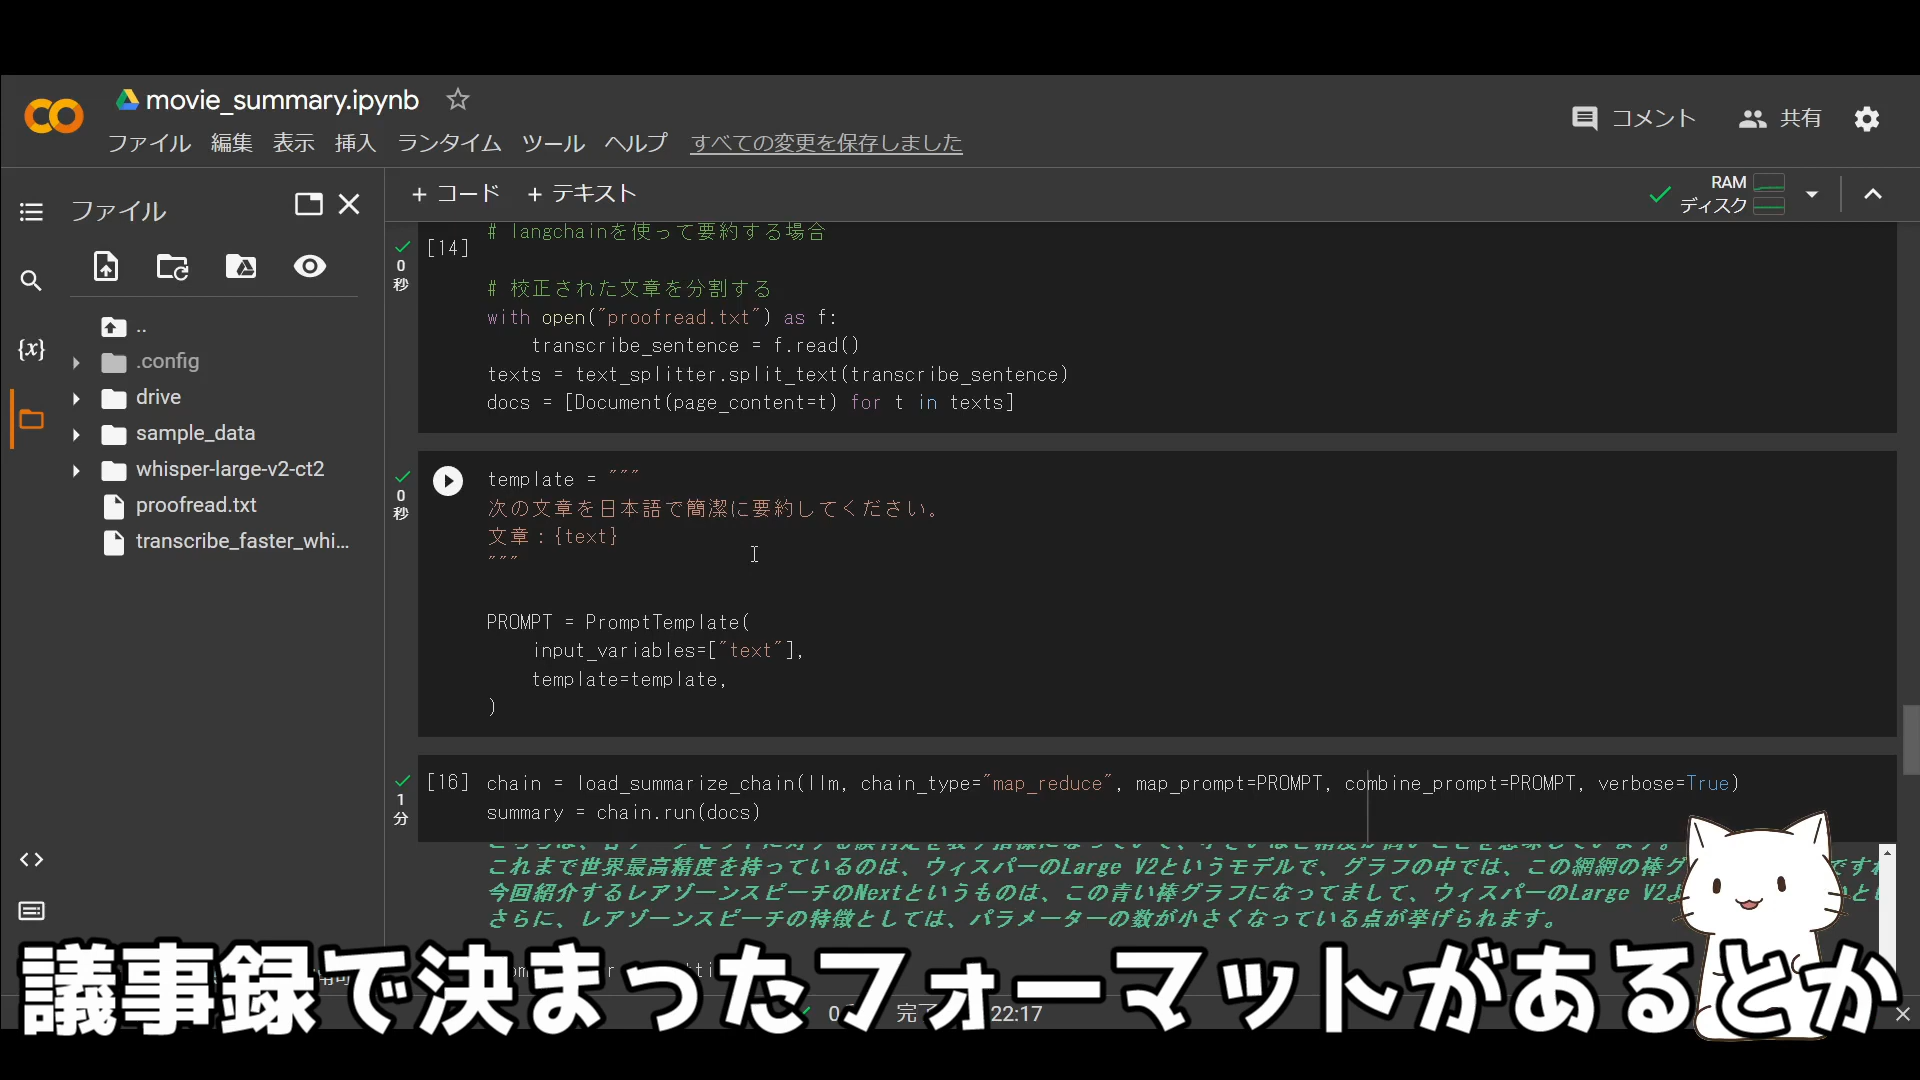 movie_summary.ipynb
ファイル 編集 表示 挿入 ランタイム ツール ヘルプ すべての変更を保存しました
コメント 共有
ファイル
+ コード + テキスト
RAM
ディスク
..
.config
drive
sample_data
whisper-large-v2-ct2
proofread.txt
transcribe_faster_whi...
{x}
0
秒
[14]
# langchainを使って要約する場合
# 校正された文章を分割する
with open("proofread.txt") as f:
transcribe_sentence = f.read()
texts = text_splitter.split_text(transcribe_sentence)
docs = [Document(page_content=t) for t in texts]
0
秒
template = """
次の文章を日本語で簡潔に要約してください。
文章：{text}
"""
PROMPT = PromptTemplate(
input_variables=["text"],
template=template,
)
1
分
[16]
chain = load_summarize_chain(llm, chain_type="map_reduce", map_prompt=PROMPT, combine_prompt=PROMPT, verbose=True)
summary = chain.run(docs)
これまで世界最高精度を持っているのは、ウィスパーのLarge V2というモデルで、グラフの中では、この網網の棒グ
今回紹介するレアゾーンスピーチのNextというものは、この青い棒グラフになってまして、ウィスパーのLarge V2
さらに、レアゾーンスピーチの特徴としては、パラメーターの数が小さくなっている点が挙げられます。
議事録で決まったフォーマットがあるとか
完了
22:17